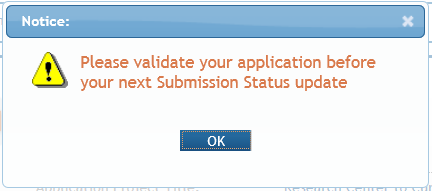 Notice:
Please validate your application before
your next Submission Status update
OK